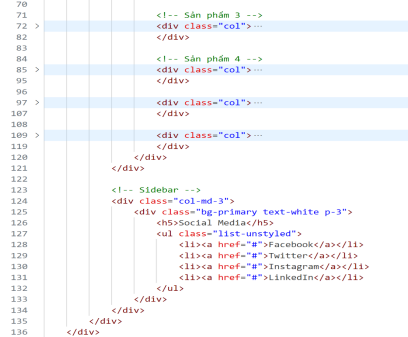 70
71 <!-- Sản phẩm 3 -->
72 > <div class="col">···
82 </div>
83
84 <!-- Sản phẩm 4 -->
85 > <div class="col">···
95 </div>
96
97 > <div class="col">···
107 </div>
108
109 > <div class="col">···
119 </div>
120 </div>
121 </div>
122
123 <!-- Sidebar -->
124 <div class="col-md-3">
125 <div class="bg-primary text-white p-3">
126 <h5>Social Media</h5>
127 <ul class="list-unstyled">
128 <li><a href="#">Facebook</a></li>
129 <li><a href="#">Twitter</a></li>
130 <li><a href="#">Instagram</a></li>
131 <li><a href="#">LinkedIn</a></li>
132 </ul>
133 </div>
134 </div>
135 </div>
136 </div>